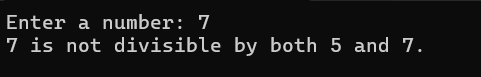 Enter a number: 7
7 is not divisible by both 5 and 7.